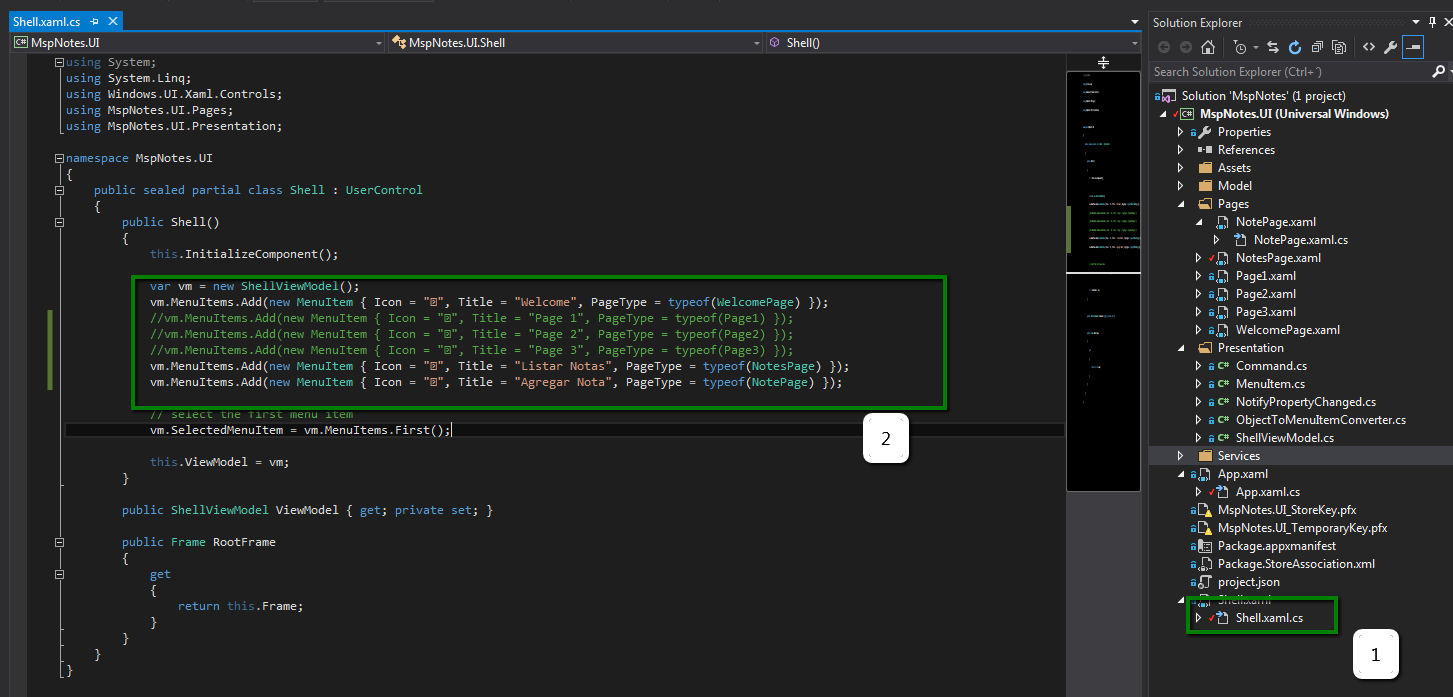 Shell.xaml.cs
MspNotes.UI
MspNotes.UI.Shell
Shell()
using System;
using System.Linq;
using Windows.UI.Xaml.Controls;
using MspNotes.UI.Pages;
using MspNotes.UI.Presentation;
namespace MspNotes.UI
{
public sealed partial class Shell : UserControl
{
public Shell()
{
this.InitializeComponent();
var vm = new ShellViewModel();
vm.MenuItems.Add(new MenuItem { Icon = "", Title = "Welcome", PageType = typeof(WelcomePage) });
//vm.MenuItems.Add(new MenuItem { Icon = "", Title = "Page 1", PageType = typeof(Page1) });
//vm.MenuItems.Add(new MenuItem { Icon = "", Title = "Page 2", PageType = typeof(Page2) });
//vm.MenuItems.Add(new MenuItem { Icon = "", Title = "Page 3", PageType = typeof(Page3) });
vm.MenuItems.Add(new MenuItem { Icon = "", Title = "Listar Notas", PageType = typeof(NotesPage) });
vm.MenuItems.Add(new MenuItem { Icon = "", Title = "Agregar Nota", PageType = typeof(NotePage) });
// select the first menu item
vm.SelectedMenuItem = vm.MenuItems.First();
this.ViewModel = vm;
}
public ShellViewModel ViewModel { get; private set; }
public Frame RootFrame
{
get
{
return this.Frame;
}
}
}
}
2
Solution Explorer
Search Solution Explorer (Ctrl+´)
Solution 'MspNotes' (1 project)
MspNotes.UI (Universal Windows)
Properties
References
Assets
Model
Pages
NotePage.xaml
NotePage.xaml.cs
NotesPage.xaml
Page1.xaml
Page2.xaml
Page3.xaml
WelcomePage.xaml
Presentation
Command.cs
MenuItem.cs
NotifyPropertyChanged.cs
ObjectToMenuItemConverter.cs
ShellViewModel.cs
Services
App.xaml
App.xaml.cs
MspNotes.UI_StoreKey.pfx
MspNotes.UI_TemporaryKey.pfx
Package.appxmanifest
Package.StoreAssociation.xml
project.json
Shell.xaml
Shell.xaml.cs
1